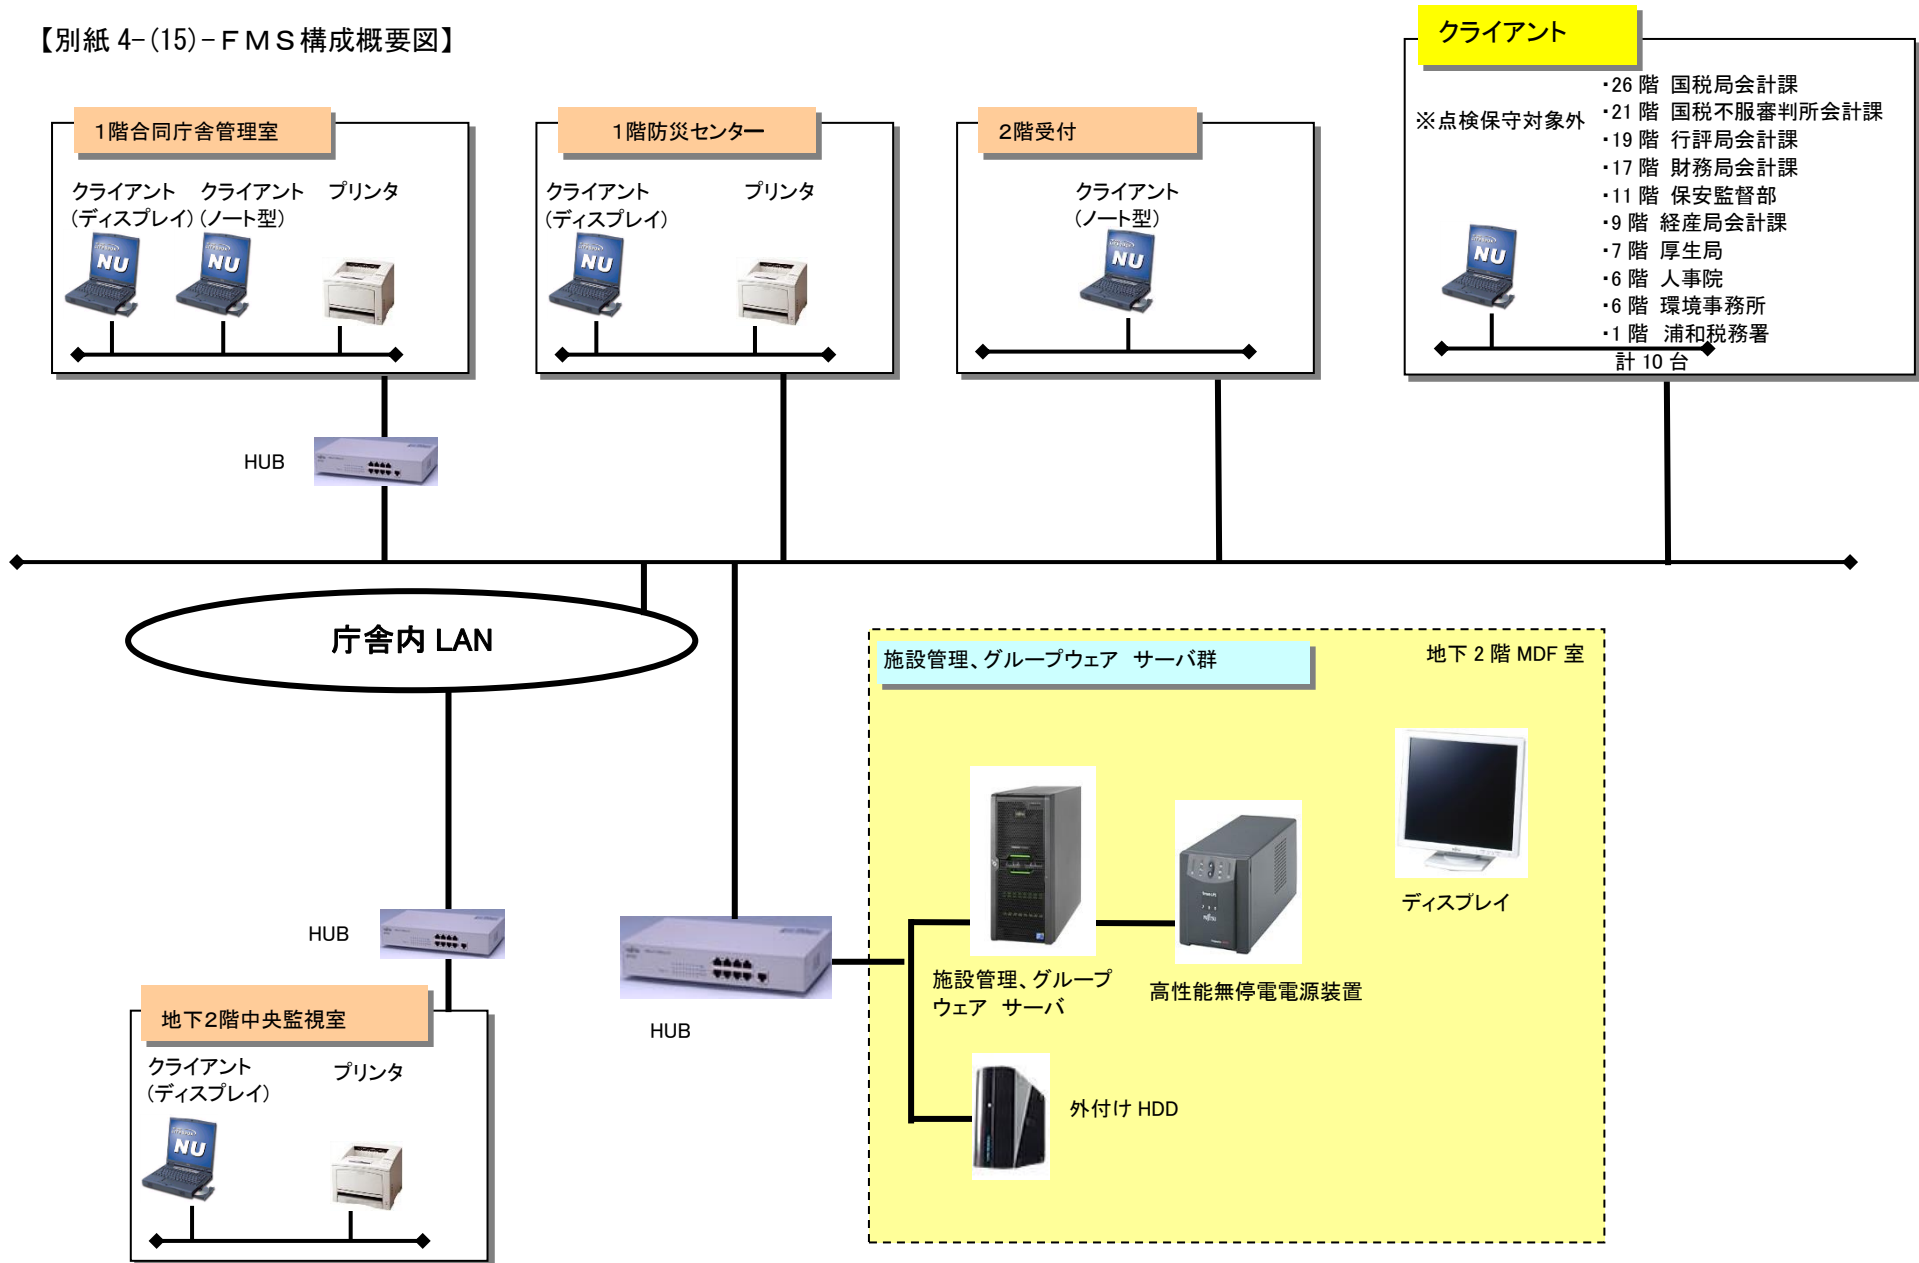 【別紙 4-(15)-ＦＭＳ構成概要図】
クライアント
※点検保守対象外
・26 階 国税局会計課
・21 階 国税不服審判所会計課
・19 階 行評局会計課
・17 階 財務局会計課
・11 階 保安監督部
・9 階 経産局会計課
・7 階 厚生局
・6 階 人事院
・6 階 環境事務所
・1 階 浦和税務署
計 10 台
１階合同庁舎管理室
クライアント
(ディスプレイ)
クライアント
(ノート型)
プリンタ
NU
NU
１階防災センター
クライアント
(ディスプレイ)
プリンタ
NU
２階受付
クライアント
(ノート型)
NU
NU
HUB
庁舎内 LAN
施設管理、グループウェア サーバ群
地下 2 階 MDF 室
ディスプレイ
施設管理、グループ
ウェア サーバ
高性能無停電電源装置
外付け HDD
HUB
HUB
地下２階中央監視室
クライアント
(ディスプレイ)
プリンタ
NU